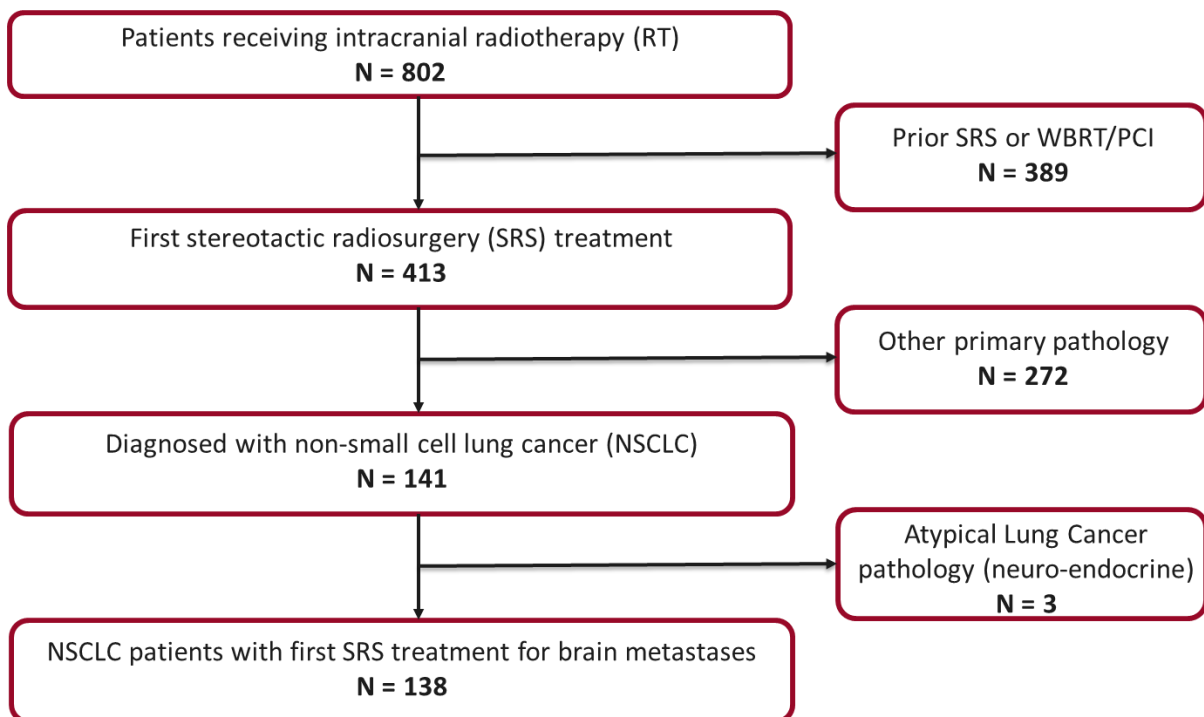 Patients receiving intracranial radiotherapy (RT)
N = 802
Prior SRS or WBRT/PCI
N = 389
First stereotactic radiosurgery (SRS) treatment
N = 413
Other primary pathology
N = 272
Diagnosed with non-small cell lung cancer (NSCLC)
N = 141
Atypical Lung Cancer
pathology (neuro-endocrine)
N = 3
NSCLC patients with first SRS treatment for brain metastases
N = 138